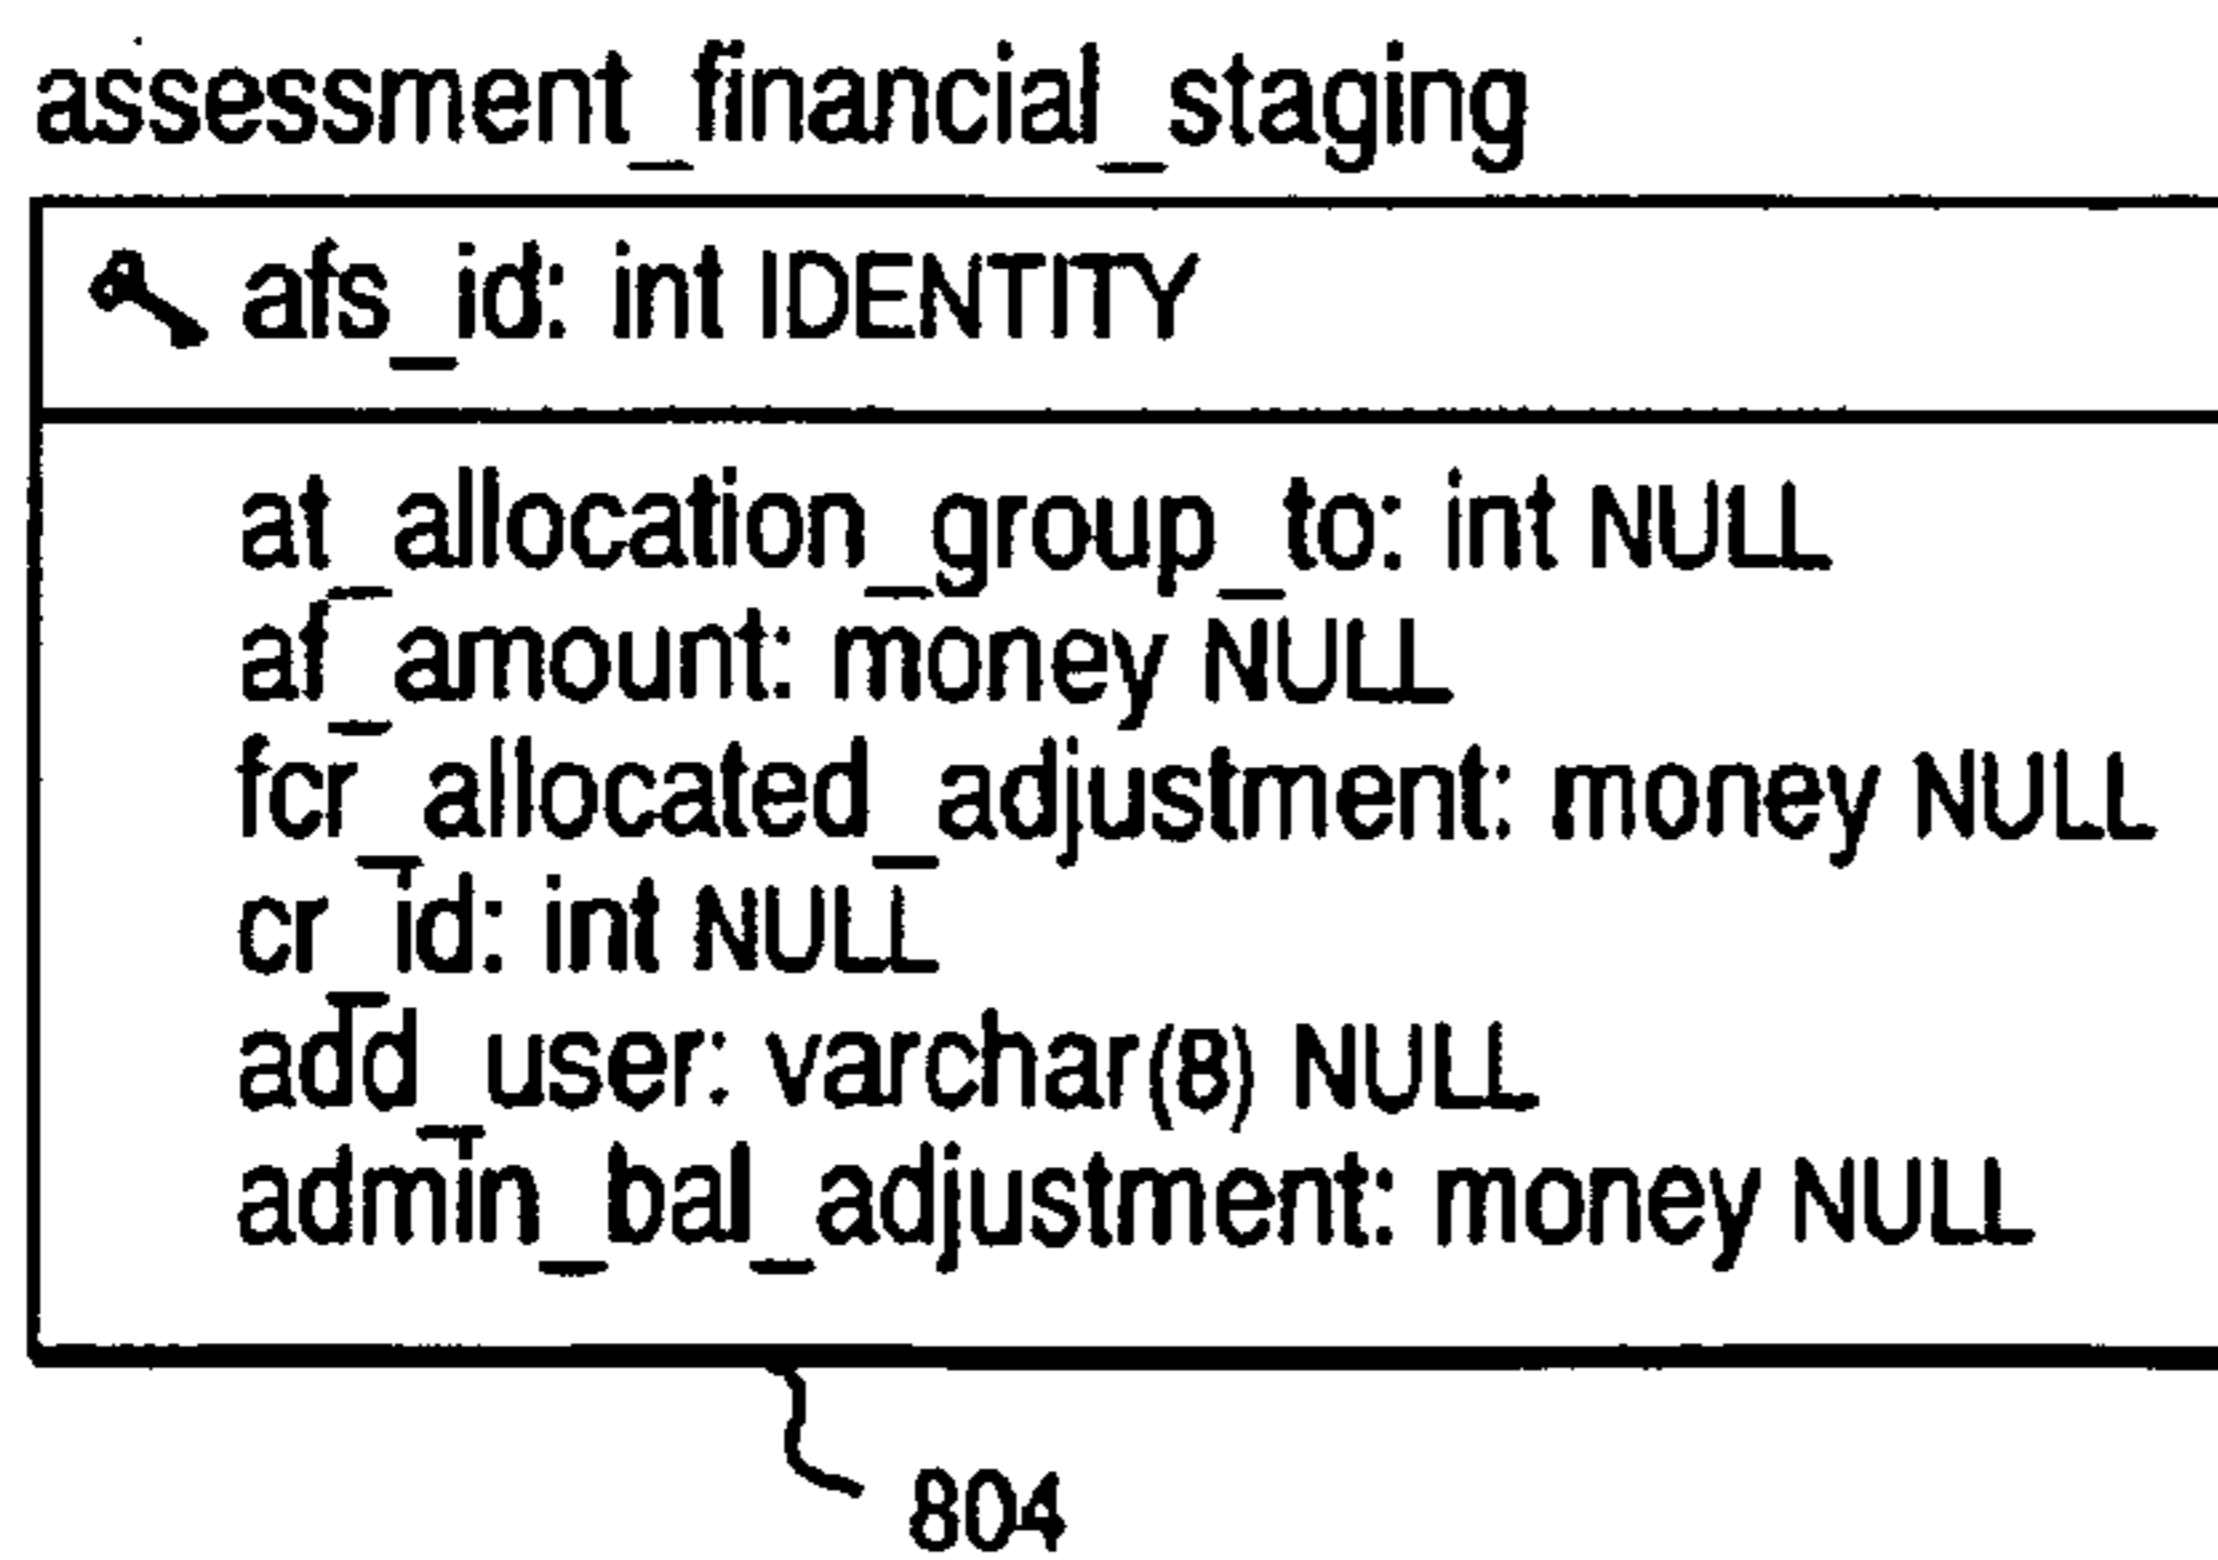 assessment_financial_staging
afs_id: int IDENTITY
at_allocation_group_to: int NULL
af_amount: money NULL
fcr_allocated_adjustment: money NULL
cr_id: int NULL
add_user: varchar(8) NULL
admin_bal_adjustment: money NULL
804